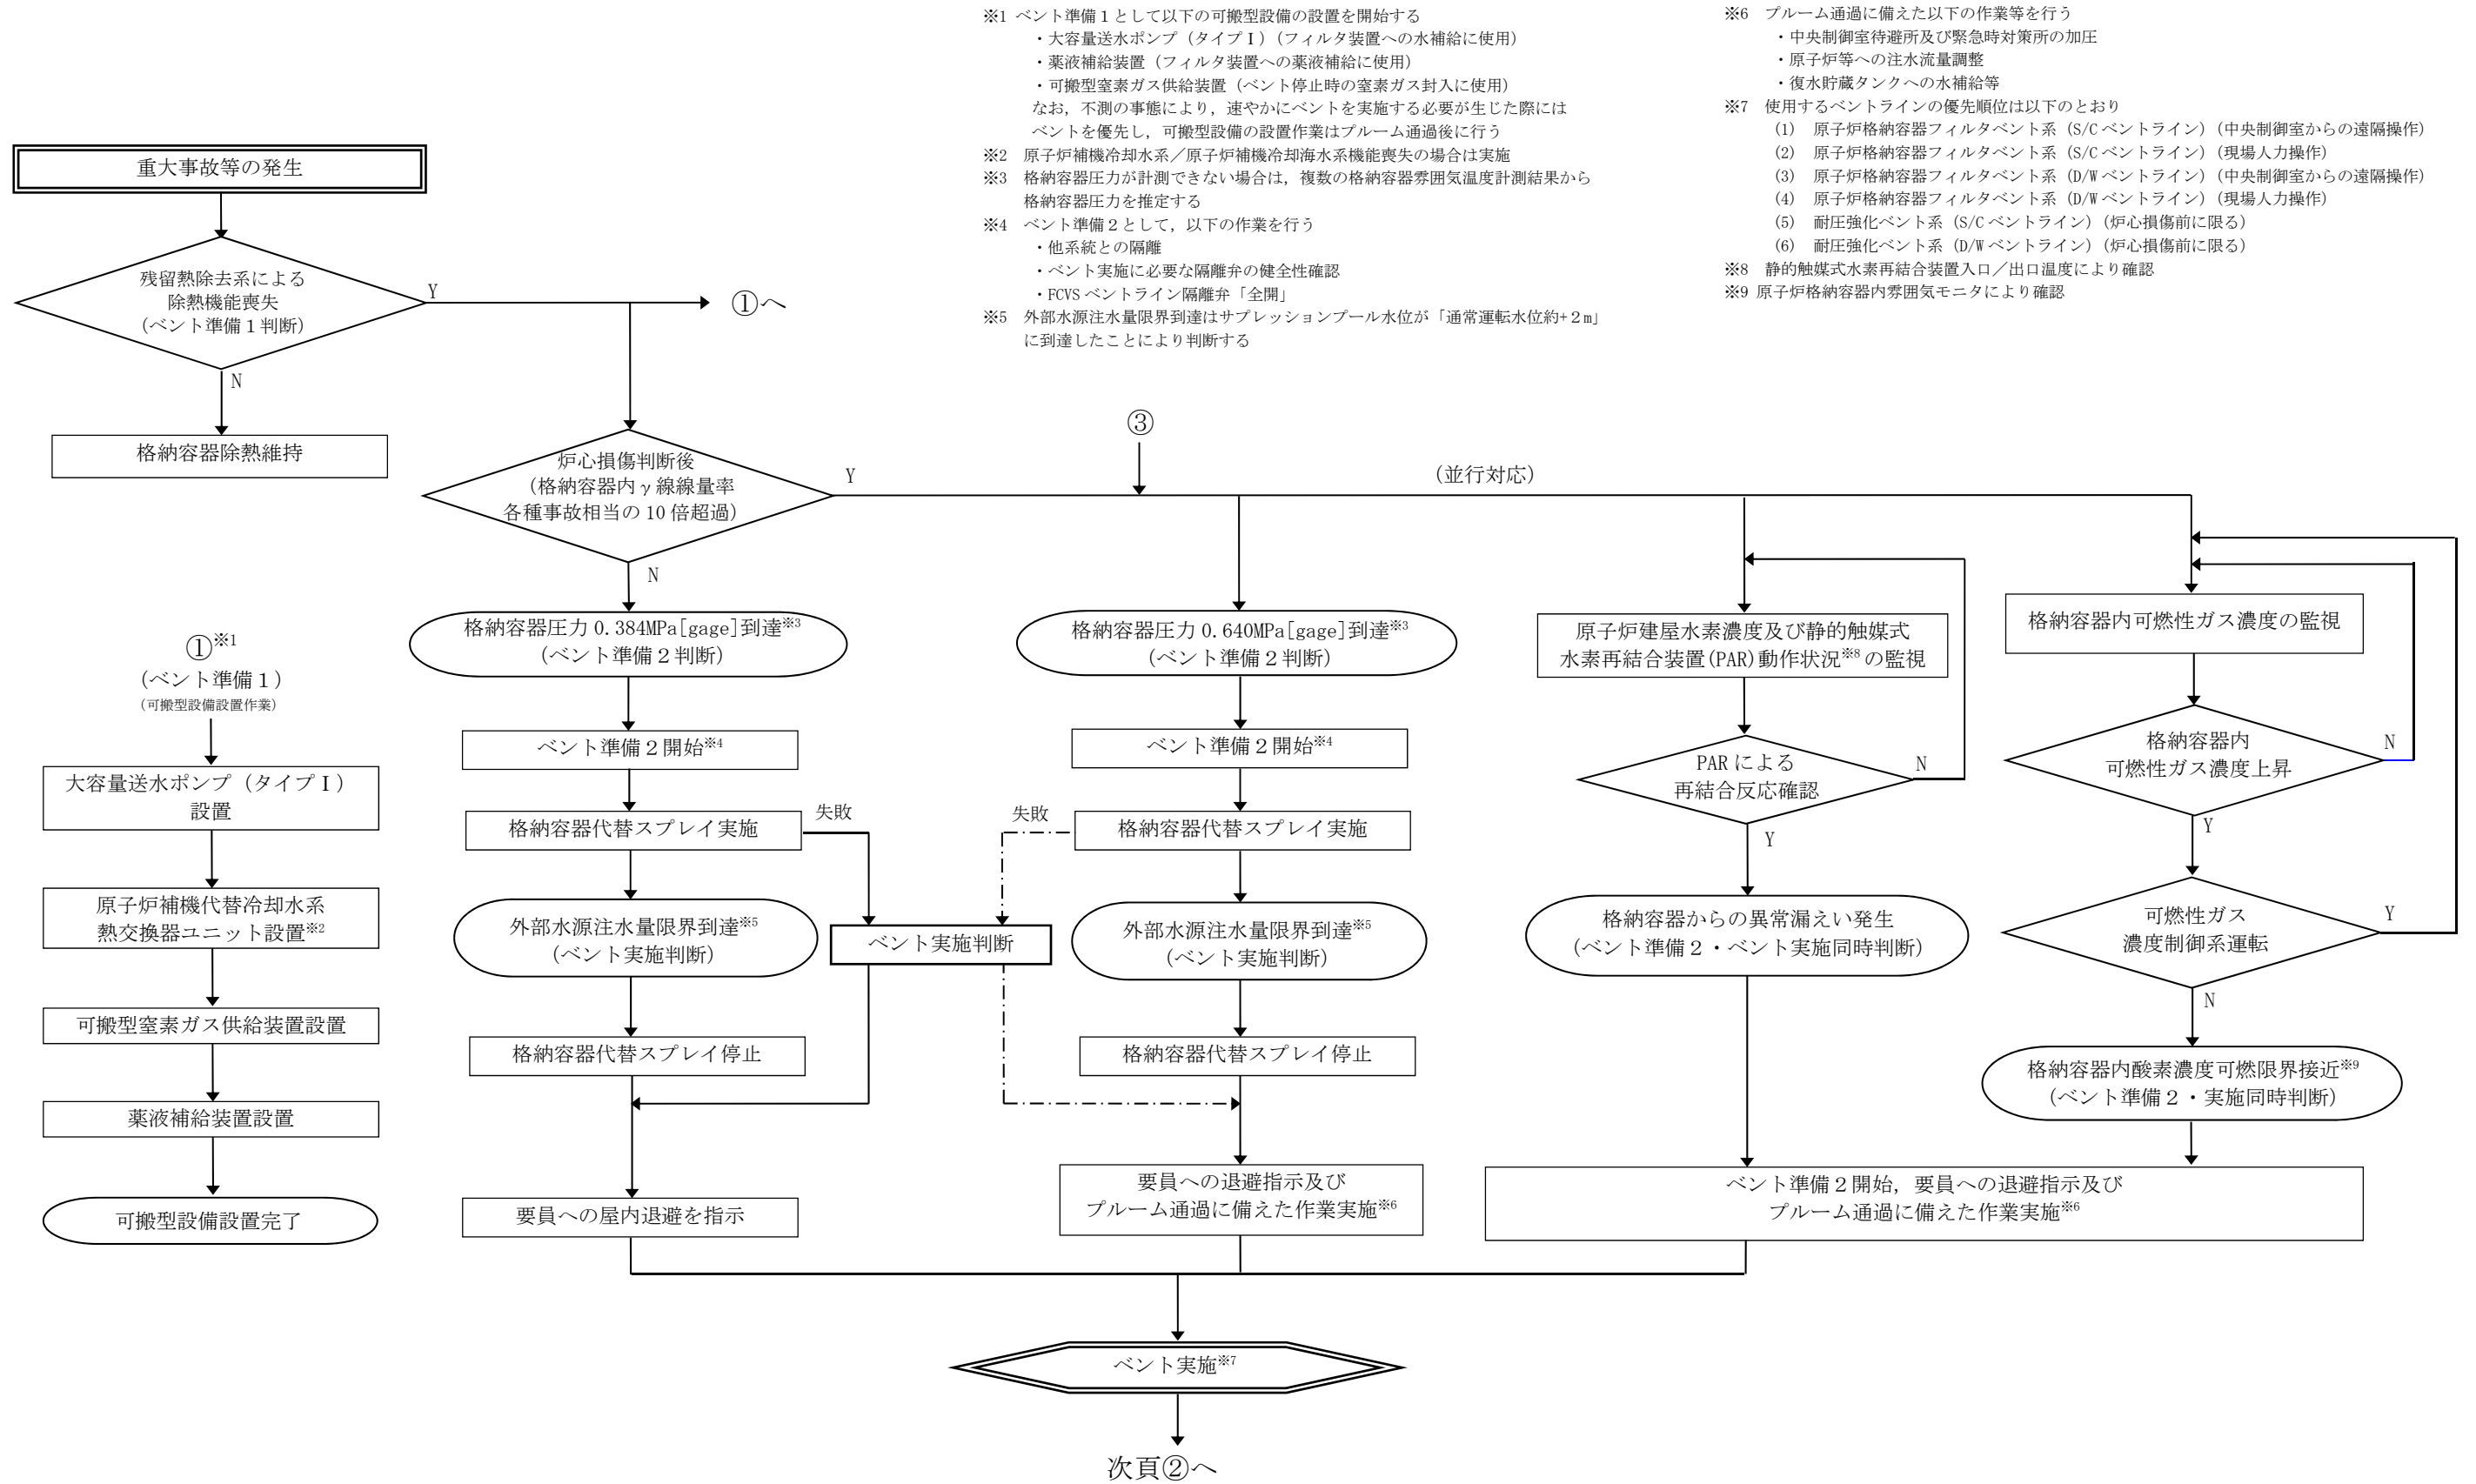 ※1 ベント準備１として以下の可搬型設備の設置を開始する
・大容量送水ポンプ（タイプⅠ）（フィルタ装置への水補給に使用）
・薬液補給装置（フィルタ装置への薬液補給に使用）
・可搬型窒素ガス供給装置（ベント停止時の窒素ガス封入に使用）
なお，不測の事態により，速やかにベントを実施する必要が生じた際には
ベントを優先し，可搬型設備の設置作業はプルーム通過後に行う
※2 原子炉補機冷却水系／原子炉補機冷却海水系機能喪失の場合は実施
※3 格納容器圧力が計測できない場合は，複数の格納容器雰囲気温度計測結果から
格納容器圧力を推定する
※4 ベント準備２として，以下の作業を行う
・他系統との隔離
・ベント実施に必要な隔離弁の健全性確認
・FCVS ベントライン隔離弁「全開」
※5 外部水源注水量限界到達はサプレッションプール水位が「通常運転水位約+２m」
に到達したことにより判断する
※6 プルーム通過に備えた以下の作業等を行う
・中央制御室待避所及び緊急時対策所の加圧
・原子炉等への注水流量調整
・復水貯蔵タンクへの水補給等
※7 使用するベントラインの優先順位は以下のとおり
(1) 原子炉格納容器フィルタベント系（S/C ベントライン）（中央制御室からの遠隔操作）
(2) 原子炉格納容器フィルタベント系（S/C ベントライン）（現場人力操作）
(3) 原子炉格納容器フィルタベント系（D/W ベントライン）（中央制御室からの遠隔操作）
(4) 原子炉格納容器フィルタベント系（D/W ベントライン）（現場人力操作）
(5) 耐圧強化ベント系（S/C ベントライン）（炉心損傷前に限る）
(6) 耐圧強化ベント系（D/W ベントライン）（炉心損傷前に限る）
※8 静的触媒式水素再結合装置入口／出口温度により確認
※9 原子炉格納容器内雰囲気モニタにより確認
重大事故等の発生
残留熱除去系による
除熱機能喪失
（ベント準備１判断）
Y
①へ
N
格納容器除熱維持
炉心損傷判断後
（格納容器内γ線線量率
各種事故相当の 10 倍超過）
Y
N
③
（並行対応）
①※1
（ベント準備１）
（可搬型設備設置作業）
大容量送水ポンプ（タイプⅠ）
設置
原子炉補機代替冷却水系
熱交換器ユニット設置※2
可搬型窒素ガス供給装置設置
薬液補給装置設置
可搬型設備設置完了
格納容器圧力 0.384MPa[gage]到達※3
（ベント準備２判断）
ベント準備２開始※4
格納容器代替スプレイ実施
失敗
外部水源注水量限界到達※5
（ベント実施判断）
格納容器代替スプレイ停止
要員への屋内退避を指示
ベント実施判断
格納容器圧力 0.640MPa[gage]到達※3
（ベント準備２判断）
ベント準備２開始※4
失敗
格納容器代替スプレイ実施
外部水源注水量限界到達※5
（ベント実施判断）
格納容器代替スプレイ停止
要員への退避指示及び
プルーム通過に備えた作業実施※6
原子炉建屋水素濃度及び静的触媒式
水素再結合装置(PAR)動作状況※8 の監視
PAR による
再結合反応確認
N
Y
格納容器からの異常漏えい発生
（ベント準備２・ベント実施同時判断）
格納容器内可燃性ガス濃度の監視
格納容器内
可燃性ガス濃度上昇
N
Y
可燃性ガス
濃度制御系運転
Y
N
格納容器内酸素濃度可燃限界接近※9
（ベント準備２・実施同時判断）
ベント準備２開始，要員への退避指示及び
プルーム通過に備えた作業実施※6
ベント実施※7
次頁②へ